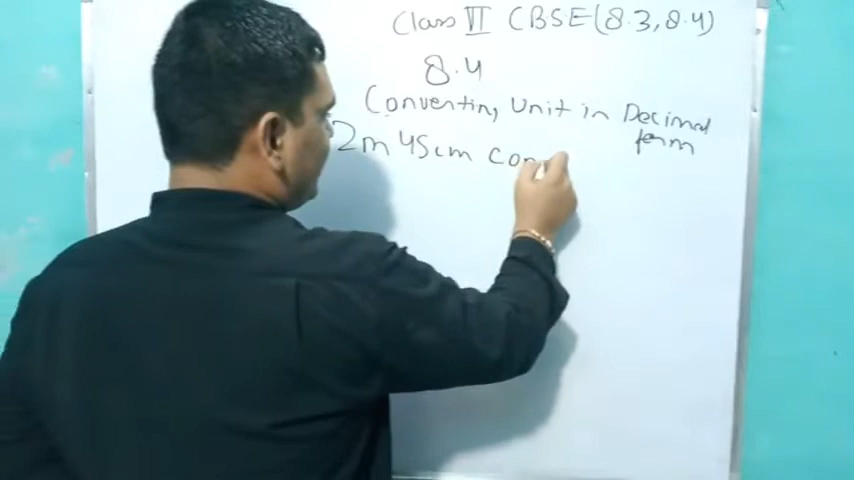 Class VI CBSE (8.3, 8.4)
8.4
Converting Unit in Decimal
form
2m 45cm Con